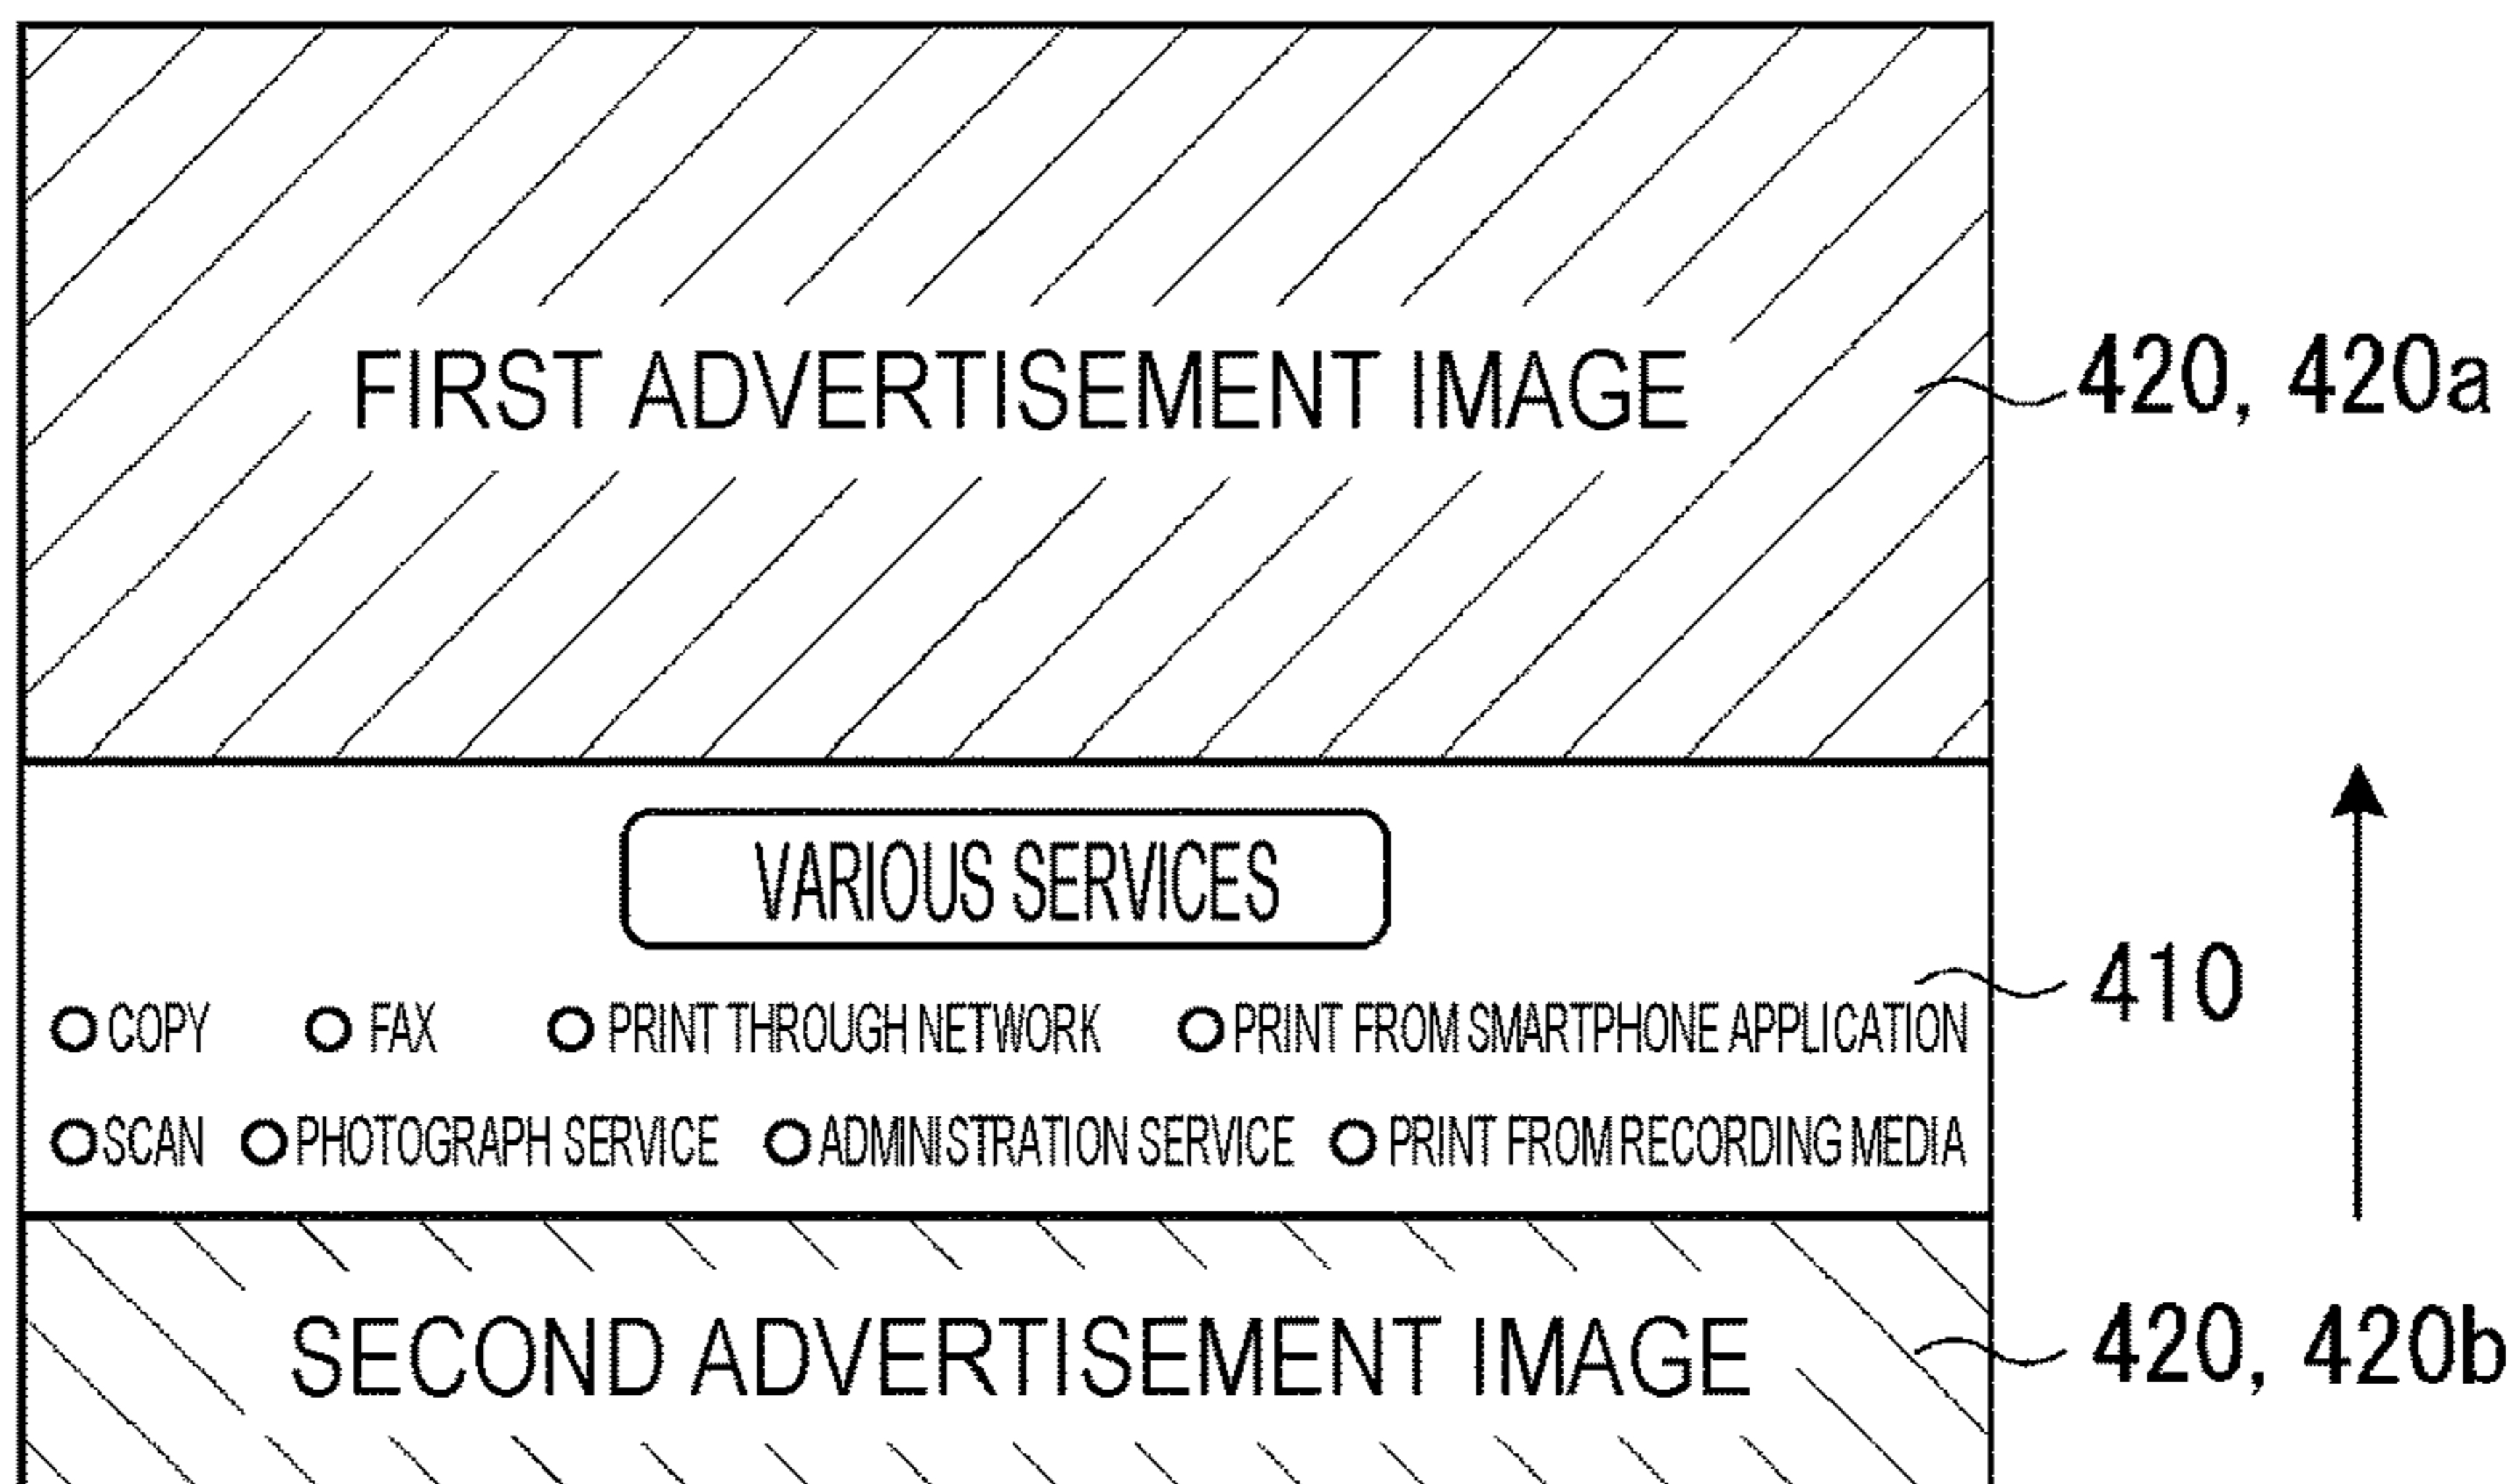 FIRST ADVERTISEMENT IMAGE
420, 420a
VARIOUS SERVICES
410
○ COPY ○ FAX ○ PRINT THROUGH NETWORK ○ PRINT FROM SMARTPHONE APPLICATION
○ SCAN ○ PHOTOGRAPH SERVICE ○ ADMINISTRATION SERVICE ○ PRINT FROM RECORDING MEDIA
SECOND ADVERTISEMENT IMAGE
420, 420b